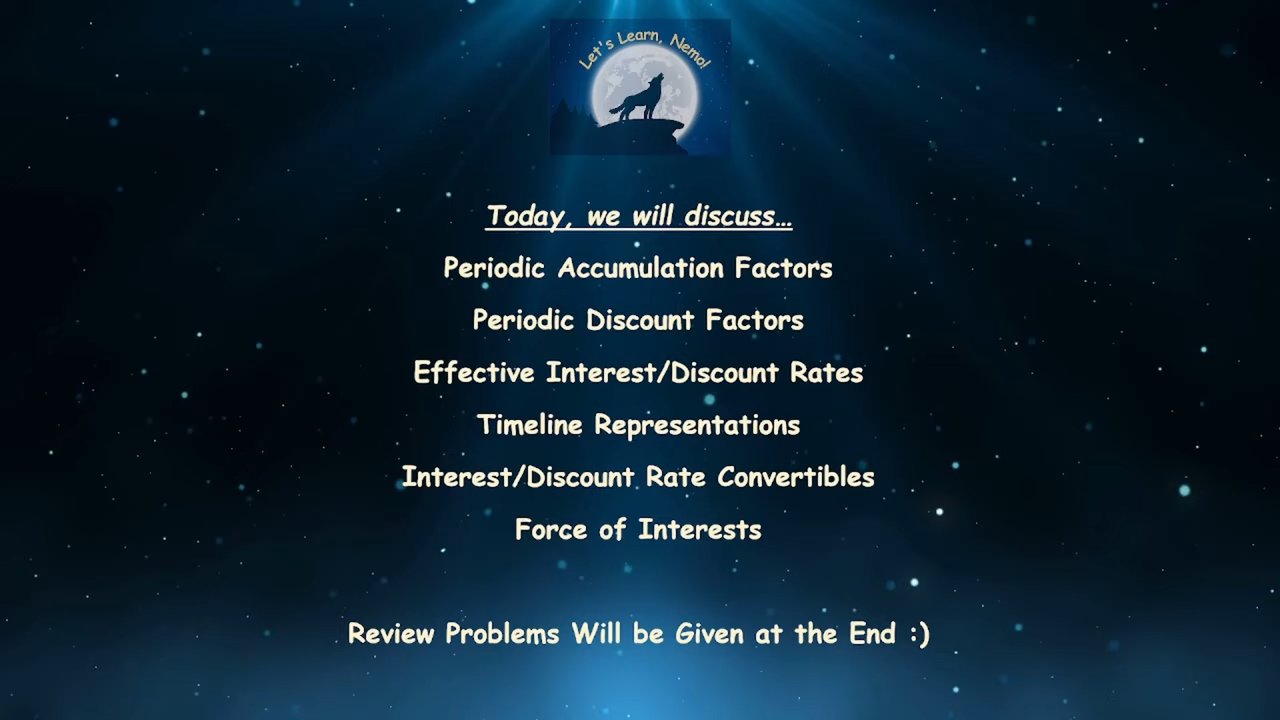 Let's Learn, Nemo!
Today, we will discuss...
Periodic Accumulation Factors
Periodic Discount Factors
Effective Interest/Discount Rates
Timeline Representations
Interest/Discount Rate Convertibles
Force of Interests
Review Problems Will be Given at the End :)